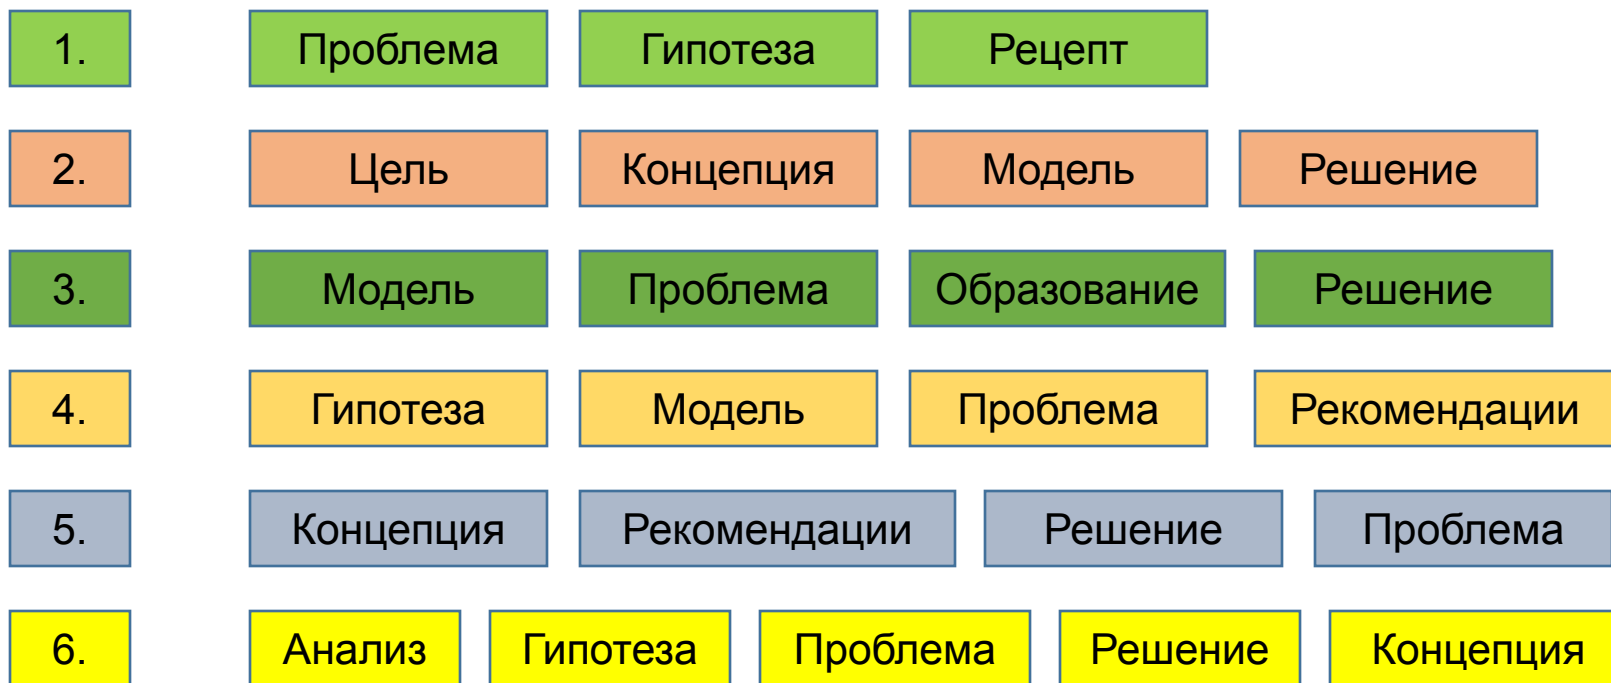 1. Проблема Гипотеза Рецепт
2. Цель Концепция Модель Решение
3. Модель Проблема Образование Решение
4. Гипотеза Модель Проблема Рекомендации
5. Концепция Рекомендации Решение Проблема
6. Анализ Гипотеза Проблема Решение Концепция